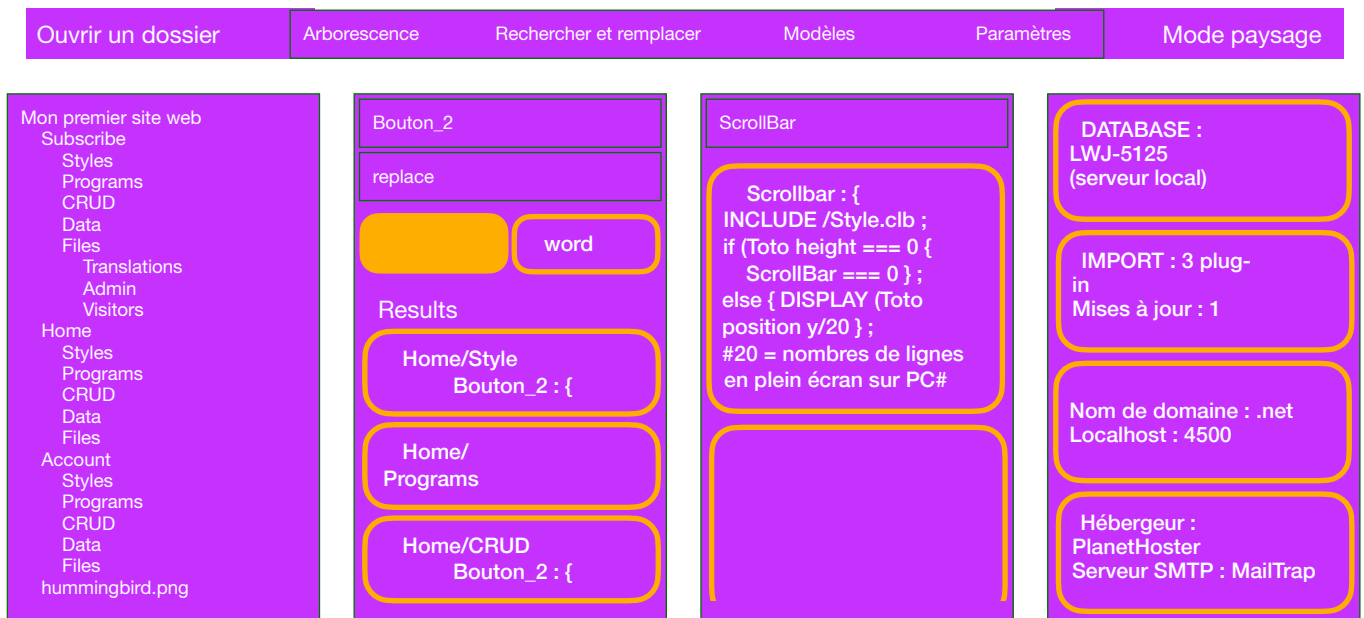 Ouvrir un dossier
Arborescence
Rechercher et remplacer
Modèles
Paramètres
Mode paysage
Mon premier site web
Subscribe
Styles
Programs
CRUD
Data
Files
Translations
Admin
Visitors
Home
Styles
Programs
CRUD
Data
Files
Account
Styles
Programs
CRUD
Data
Files
hummingbird.png
Bouton_2
replace
word
Results
Home/Style
Bouton_2 : {
Home/
Programs
Home/CRUD
Bouton_2 : {
ScrollBar
Scrollbar : {
INCLUDE /Style.clb ;
if (Toto height === 0 {
ScrollBar === 0 } ;
else { DISPLAY (Toto
position y/20 } ;
#20 = nombres de lignes
en plein écran sur PC#
DATABASE :
LWJ-5125
(serveur local)
IMPORT : 3 plug-
in
Mises à jour : 1
Nom de domaine : .net
Localhost : 4500
Hébergeur :
PlanetHoster
Serveur SMTP : MailTrap